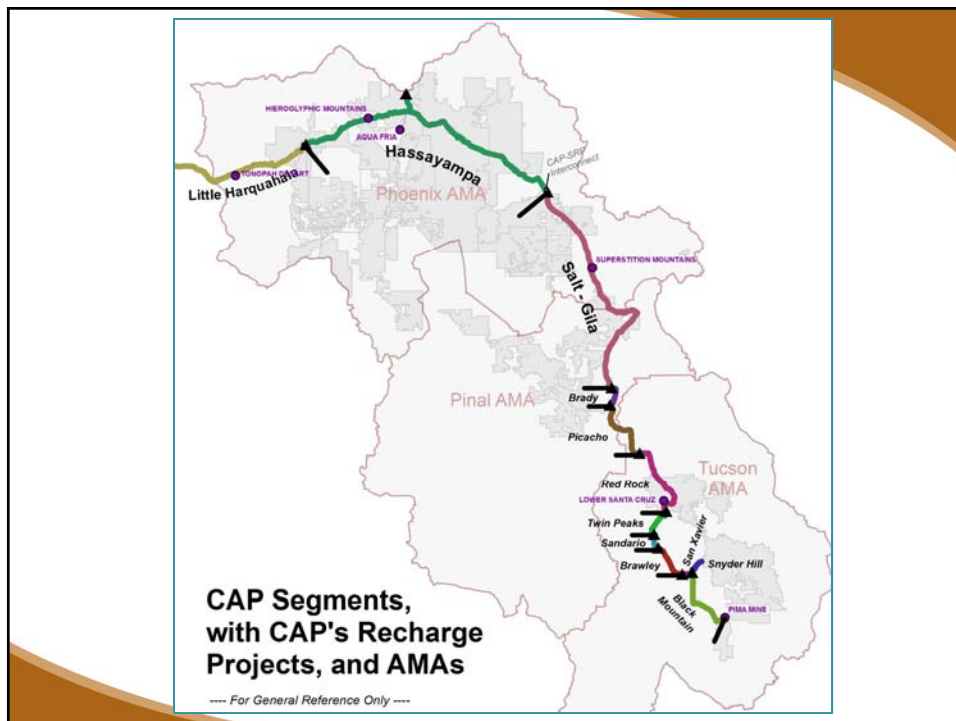 HIEROGLYPHIC MOUNTAINS
AGUA FRIA
Hassayampa
CAP-SRP
Interconnect
TONOPAH DESERT
Little Harquahala
Phoenix AMA
SUPERSTITION MOUNTAINS
Salt - Gila
Pinal AMA
Brady
Picacho
Tucson
AMA
Red Rock
LOWER SANTA CRUZ
Twin Peaks
San Xavier
Sandario
Brawley
Snyder Hill
Black
Mountain
PIMA MINE
CAP Segments,
with CAP's Recharge
Projects, and AMAs
---- For General Reference Only ----